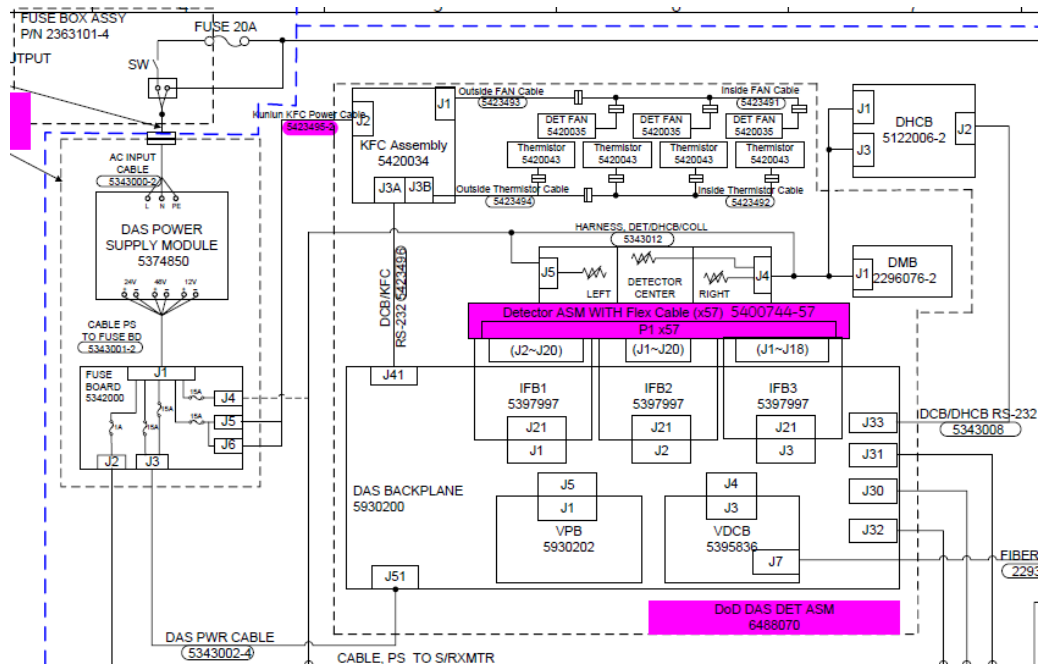 FUSE BOX ASSY
P/N 2363101-4
FUSE 20A
SW
AC INPUT
CABLE
5343000-2
L N PE
DAS POWER
SUPPLY MODULE
5374850
24V 48V 12V
CABLE PS
TO FUSE BD
5343001-2
FUSE
BOARD
5342000
J1
15A
J4
15A
15A
J5
1A
15A
J6
J2
J3
DAS PWR CABLE
5343002-4
CABLE, PS TO S/RXMTR
Kunlun KFC Power Cable
5423495-2
J2
J1
KFC Assembly
5420034
J3A
J3B
Outside FAN Cable
5423493
Inside FAN Cable
5423491
DET FAN
5420035
DET FAN
5420035
DET FAN
5420035
Thermistor
5420043
Thermistor
5420043
Thermistor
5420043
Thermistor
5420043
Outside Thermistor Cable
5423494
Inside Thermistor Cable
5423492
J1
J3
DHCB
5122006-2
J2
HARNESS, DET/DHCB/COLL
5343012
J5
LEFT
DETECTOR
CENTER
RIGHT
J4
J1
DMB
2296076-2
DCB/KFC
RS-232 5423496
Detector ASM WITH Flex Cable (x57) 5400744-57
P1 x57
(J2~J20)
(J1~J20)
(J1~J18)
J41
IFB1
5397997
J21
J1
IFB2
5397997
J21
J2
IFB3
5397997
J21
J3
J33
DCB/DHCB RS-232
5343008
J31
J30
J32
DAS BACKPLANE
5930200
J5
J1
VPB
5930202
J4
J3
VDCB
5395836
J7
FIBER
2293
J51
DoD DAS DET ASM
6488070